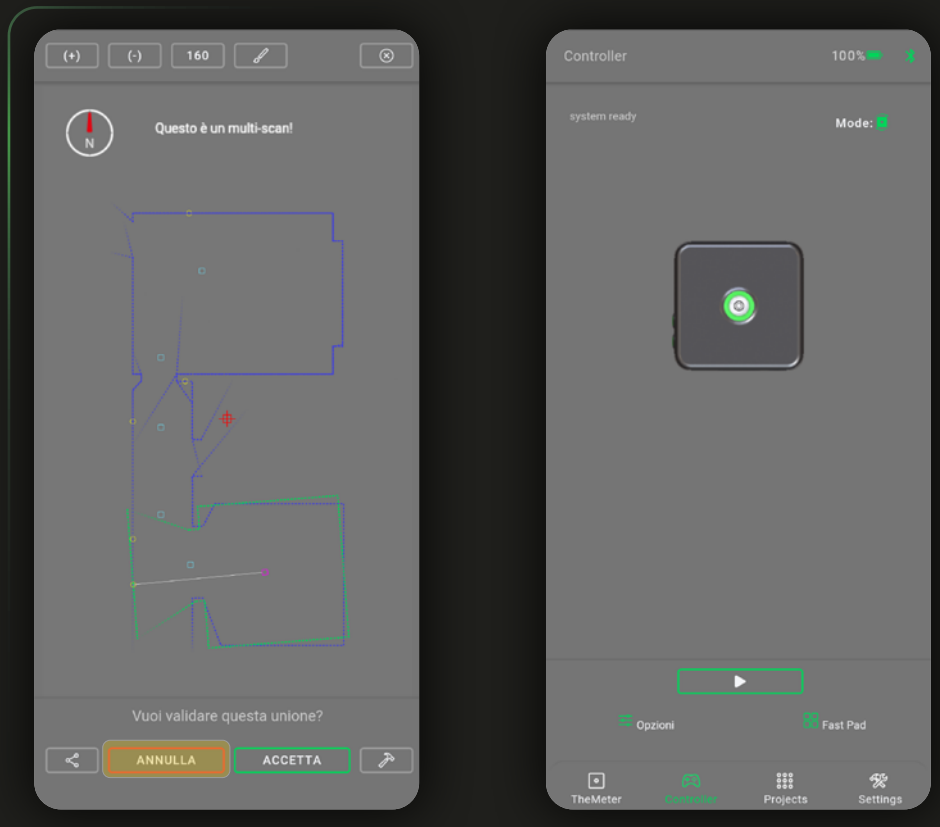 (+) (-) 160
N
Questo è un multi-scan!
Vuoi validare questa unione?
ANNULLA ACCETTA
Controller 100%
system ready
Mode:
Opzioni Fast Pad
TheMeter Controller Projects Settings